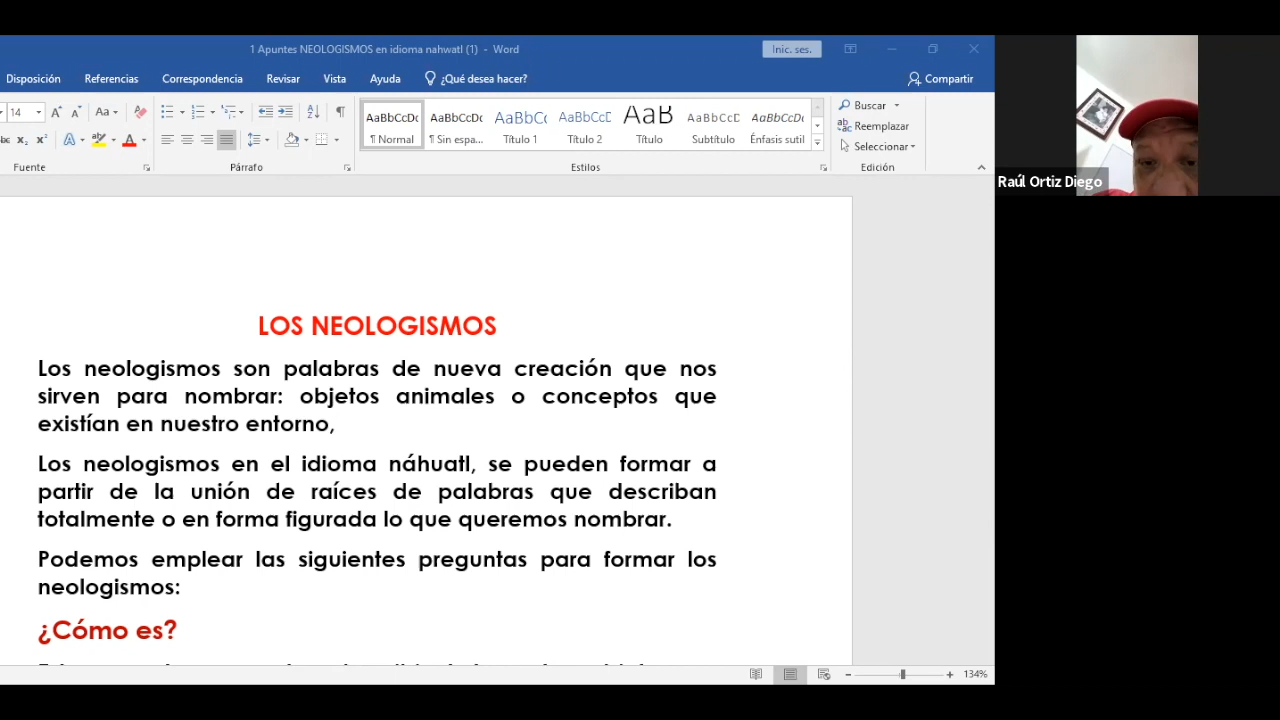 1 Apuntes NEOLOGISMOS en idioma nahwatl (1) - Word
Inic. ses.
Disposición Referencias Correspondencia Revisar Vista Ayuda ¿Qué desea hacer? Compartir
14 Aa
AaBbCcDc AaBbCcDc AaBbCc AaBbCcD AaB AaBbCcD AaBbCcDc
¶ Normal ¶ Sin espa... Título 1 Título 2 Título Subtítulo Énfasis sutil
Buscar
Reemplazar
Seleccionar
Fuente Párrafo Estilos Edición
Raúl Ortiz Diego
LOS NEOLOGISMOS
Los neologismos son palabras de nueva creación que nos
sirven para nombrar: objetos animales o conceptos que
existían en nuestro entorno,
Los neologismos en el idioma náhuatl, se pueden formar a
partir de la unión de raíces de palabras que describan
totalmente o en forma figurada lo que queremos nombrar.
Podemos emplear las siguientes preguntas para formar los
neologismos:
¿Cómo es?
134%